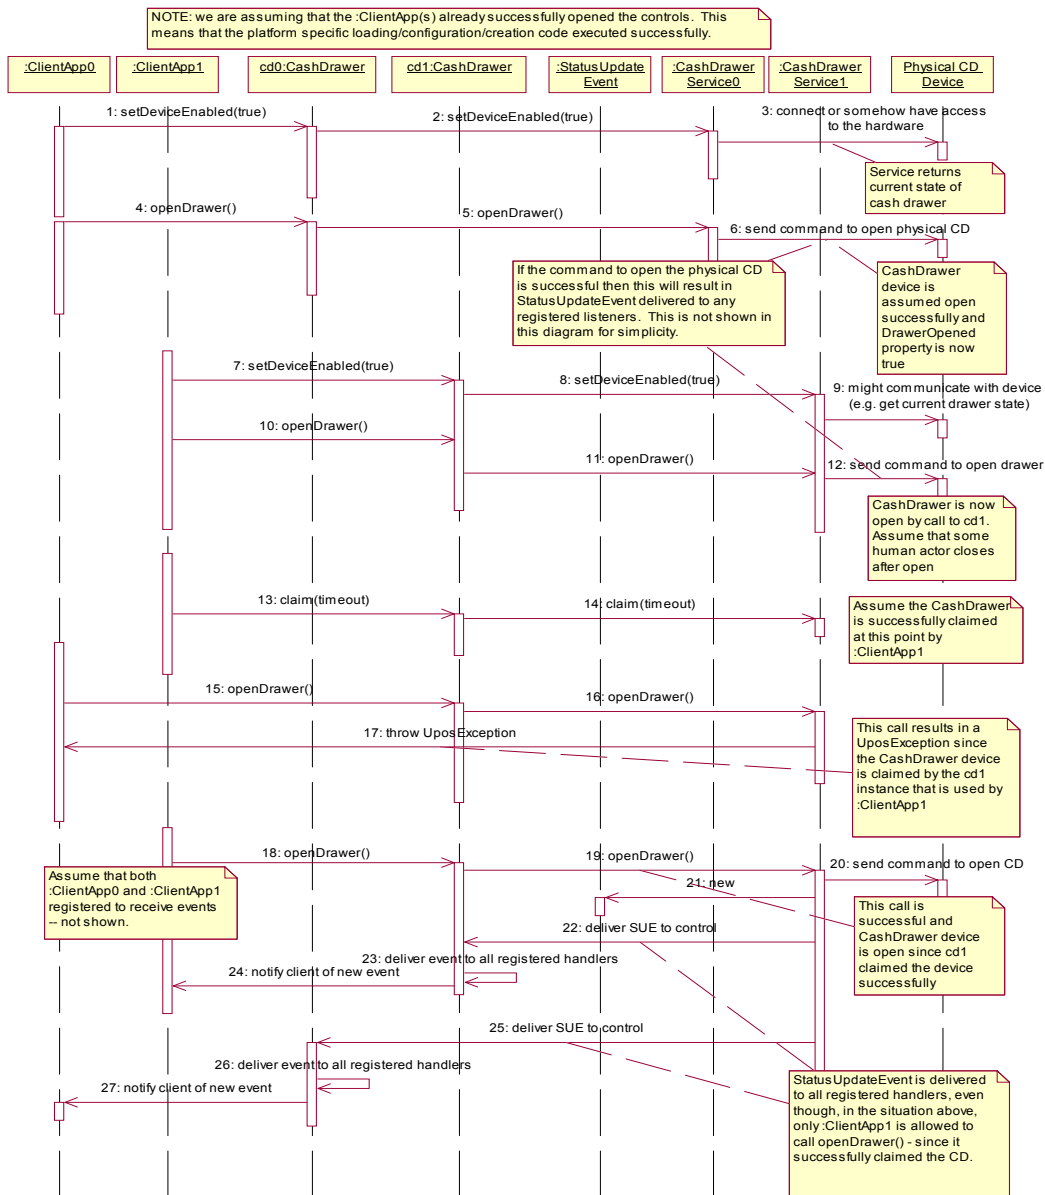 NOTE: we are assuming that the :ClientApp(s) already successfully opened the controls. This
means that the platform specific loading/configuration/creation code executed successfully.
:ClientApp0
:ClientApp1
cd0:CashDrawer
cd1:CashDrawer
:StatusUpdate
Event
:CashDrawer
Service0
:CashDrawer
Service1
Physical CD
Device
1: setDeviceEnabled(true)
2: setDeviceEnabled(true)
3: connect or somehow have access
to the hardware
Service returns
current state of
cash drawer
4: openDrawer()
5: openDrawer()
6: send command to open physical CD
If the command to open the physical CD
is successful then this will result in
StatusUpdateEvent delivered to any
registered listeners. This is not shown in
this diagram for simplicity.
CashDrawer
device is
assumed open
successfully and
DrawerOpened
property is now
true
7: setDeviceEnabled(true)
8: setDeviceEnabled(true)
9: might communicate with device
(e.g. get current drawer state)
10: openDrawer()
11: openDrawer()
12: send command to open drawer
CashDrawer is now
open by call to cd1.
Assume that some
human actor closes
after open
13: claim(timeout)
14: claim(timeout)
Assume the CashDrawer
is successfully claimed
at this point by
:ClientApp1
15: openDrawer()
16: openDrawer()
17: throw UposException
This call results in a
UposException since
the CashDrawer device
is claimed by the cd1
instance that is used by
:ClientApp1
18: openDrawer()
19: openDrawer()
20: send command to open CD
Assume that both
:ClientApp0 and :ClientApp1
registered to receive events
-- not shown.
21: new
This call is
successful and
CashDrawer device
is open since cd1
claimed the device
successfully
22: deliver SUE to control
23: deliver event to all registered handlers
24: notify client of new event
25: deliver SUE to control
26: deliver event to all registered handlers
27: notify client of new event
StatusUpdateEvent is delivered
to all registered handlers, even
though, in the situation above,
only :ClientApp1 is allowed to
call openDrawer() - since it
successfully claimed the CD.